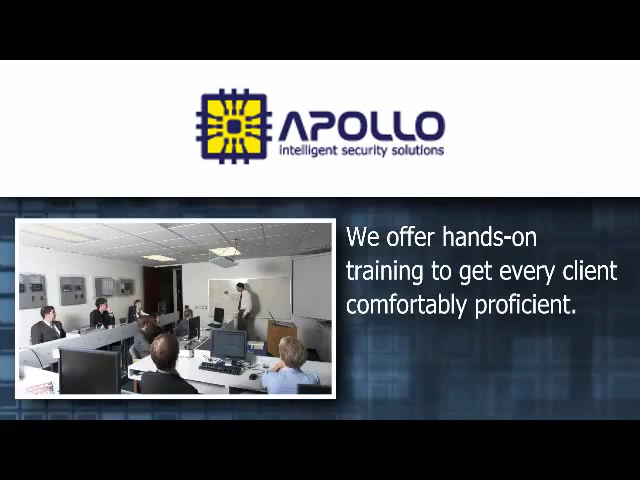 APOLLO
intelligent security solutions
We offer hands-on
training to get every client
comfortably proficient.